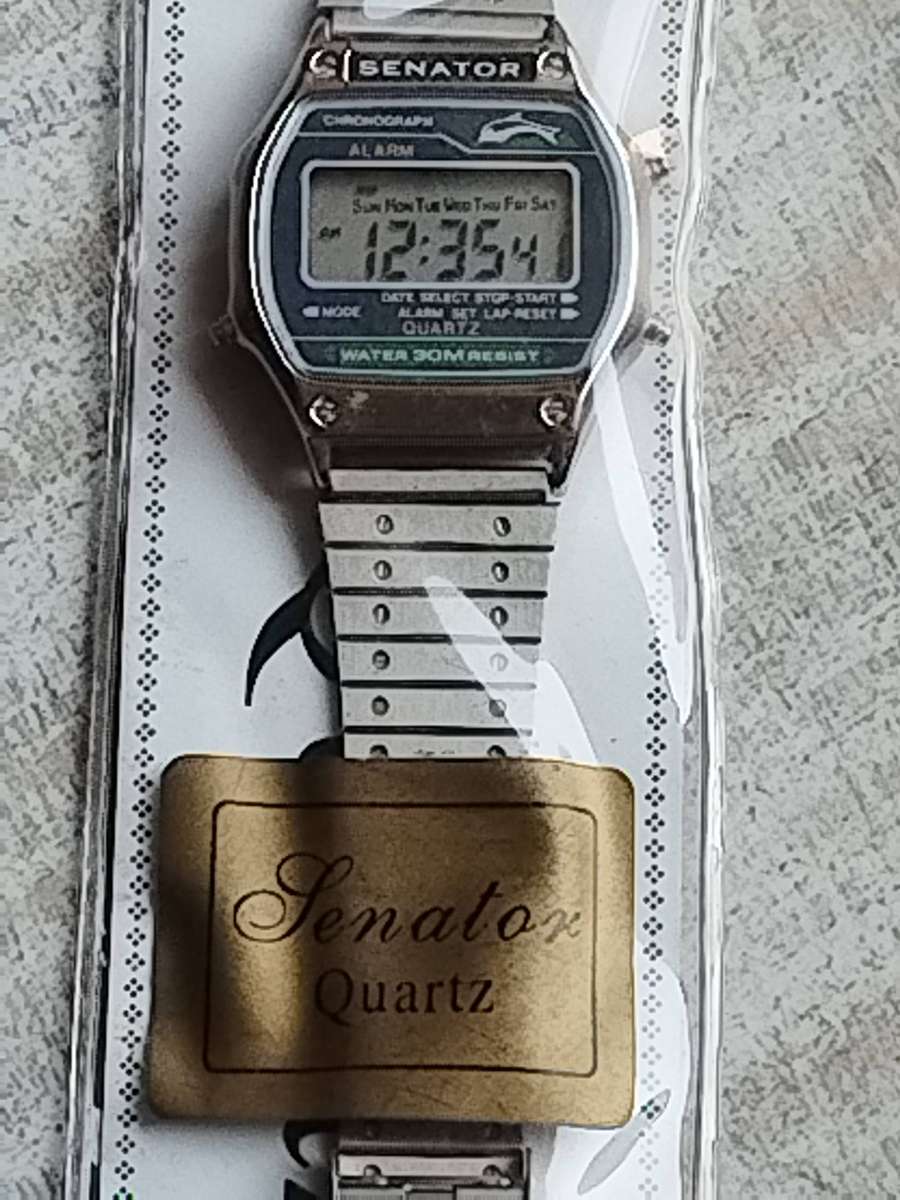 SENATOR
CHRONOGRAPH
ALARM
SUN MON TUE WED THU FRI SAT
12:35 41
DATE SELECT STOP-START
MODE ALARM SET LAP-RESET
QUARTZ
WATER 30M RESIST
Senator
Quartz